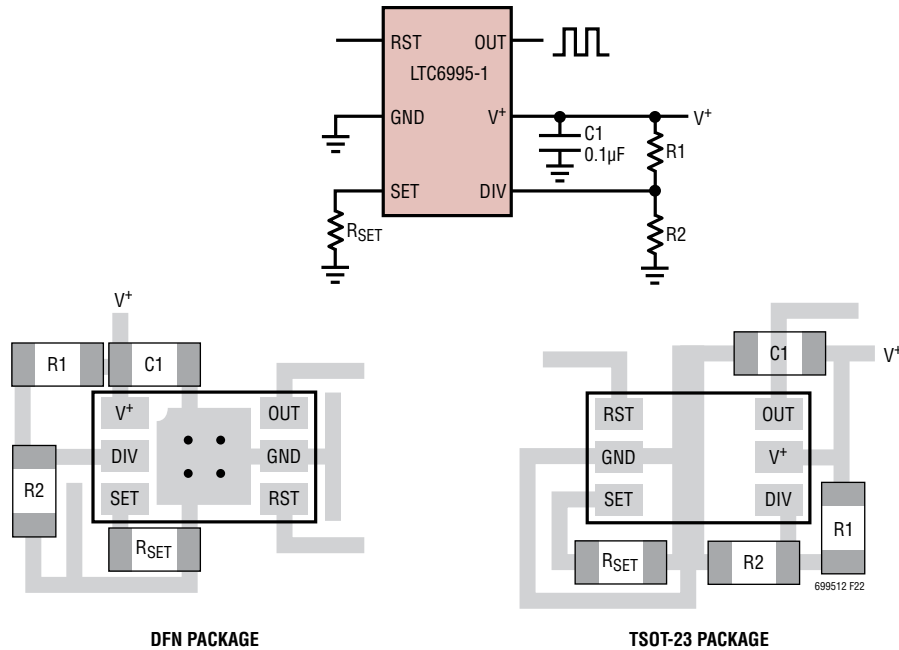 RST OUT
LTC6995-1
GND V+ V+
C1
0.1µF
R1
SET DIV
RSET
R2
V+
R1 C1
V+ OUT
DIV GND
R2
SET RST
RSET
DFN PACKAGE
C1
V+
RST OUT
GND V+
SET DIV
R1
RSET R2
699512 F22
TSOT-23 PACKAGE